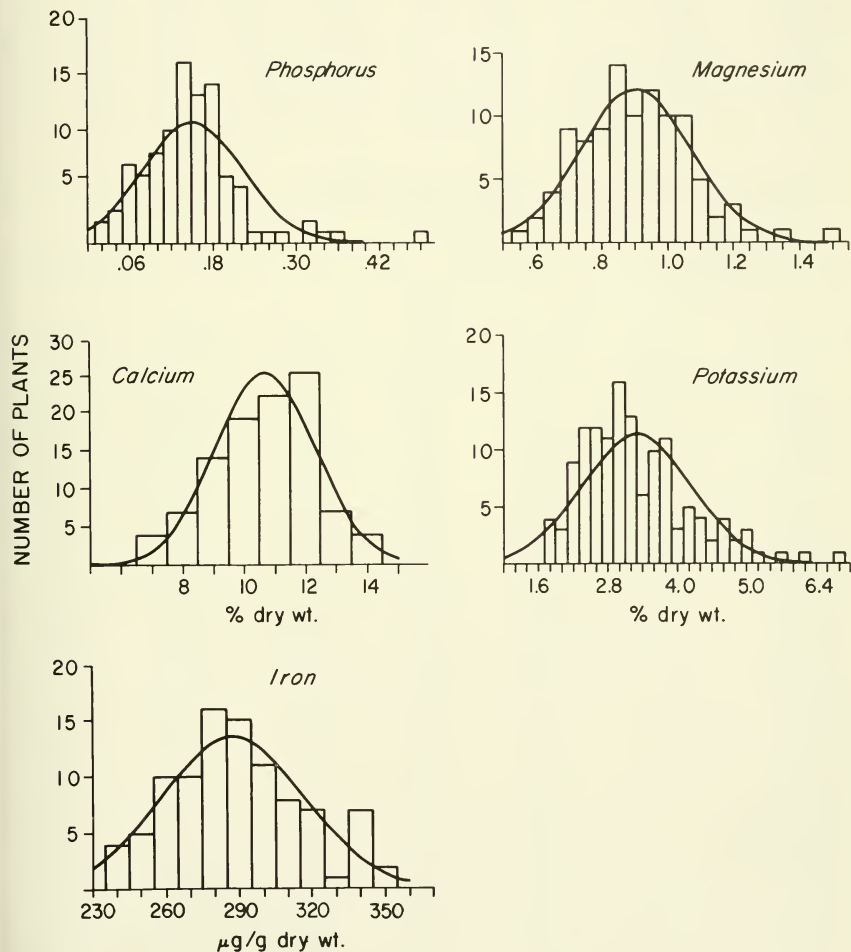 Phosphorus
20
15
10
5
.06 .18 .30 .42
Magnesium
15
10
5
.6 .8 1.0 1.2 1.4
NUMBER OF PLANTS
Calcium
30
25
20
15
10
5
8 10 12 14
% dry wt.
Potassium
20
15
10
5
1.6 2.8 4.0 5.0 6.4
% dry wt.
Iron
20
15
10
5
230 260 290 320 350
μg/g dry wt.